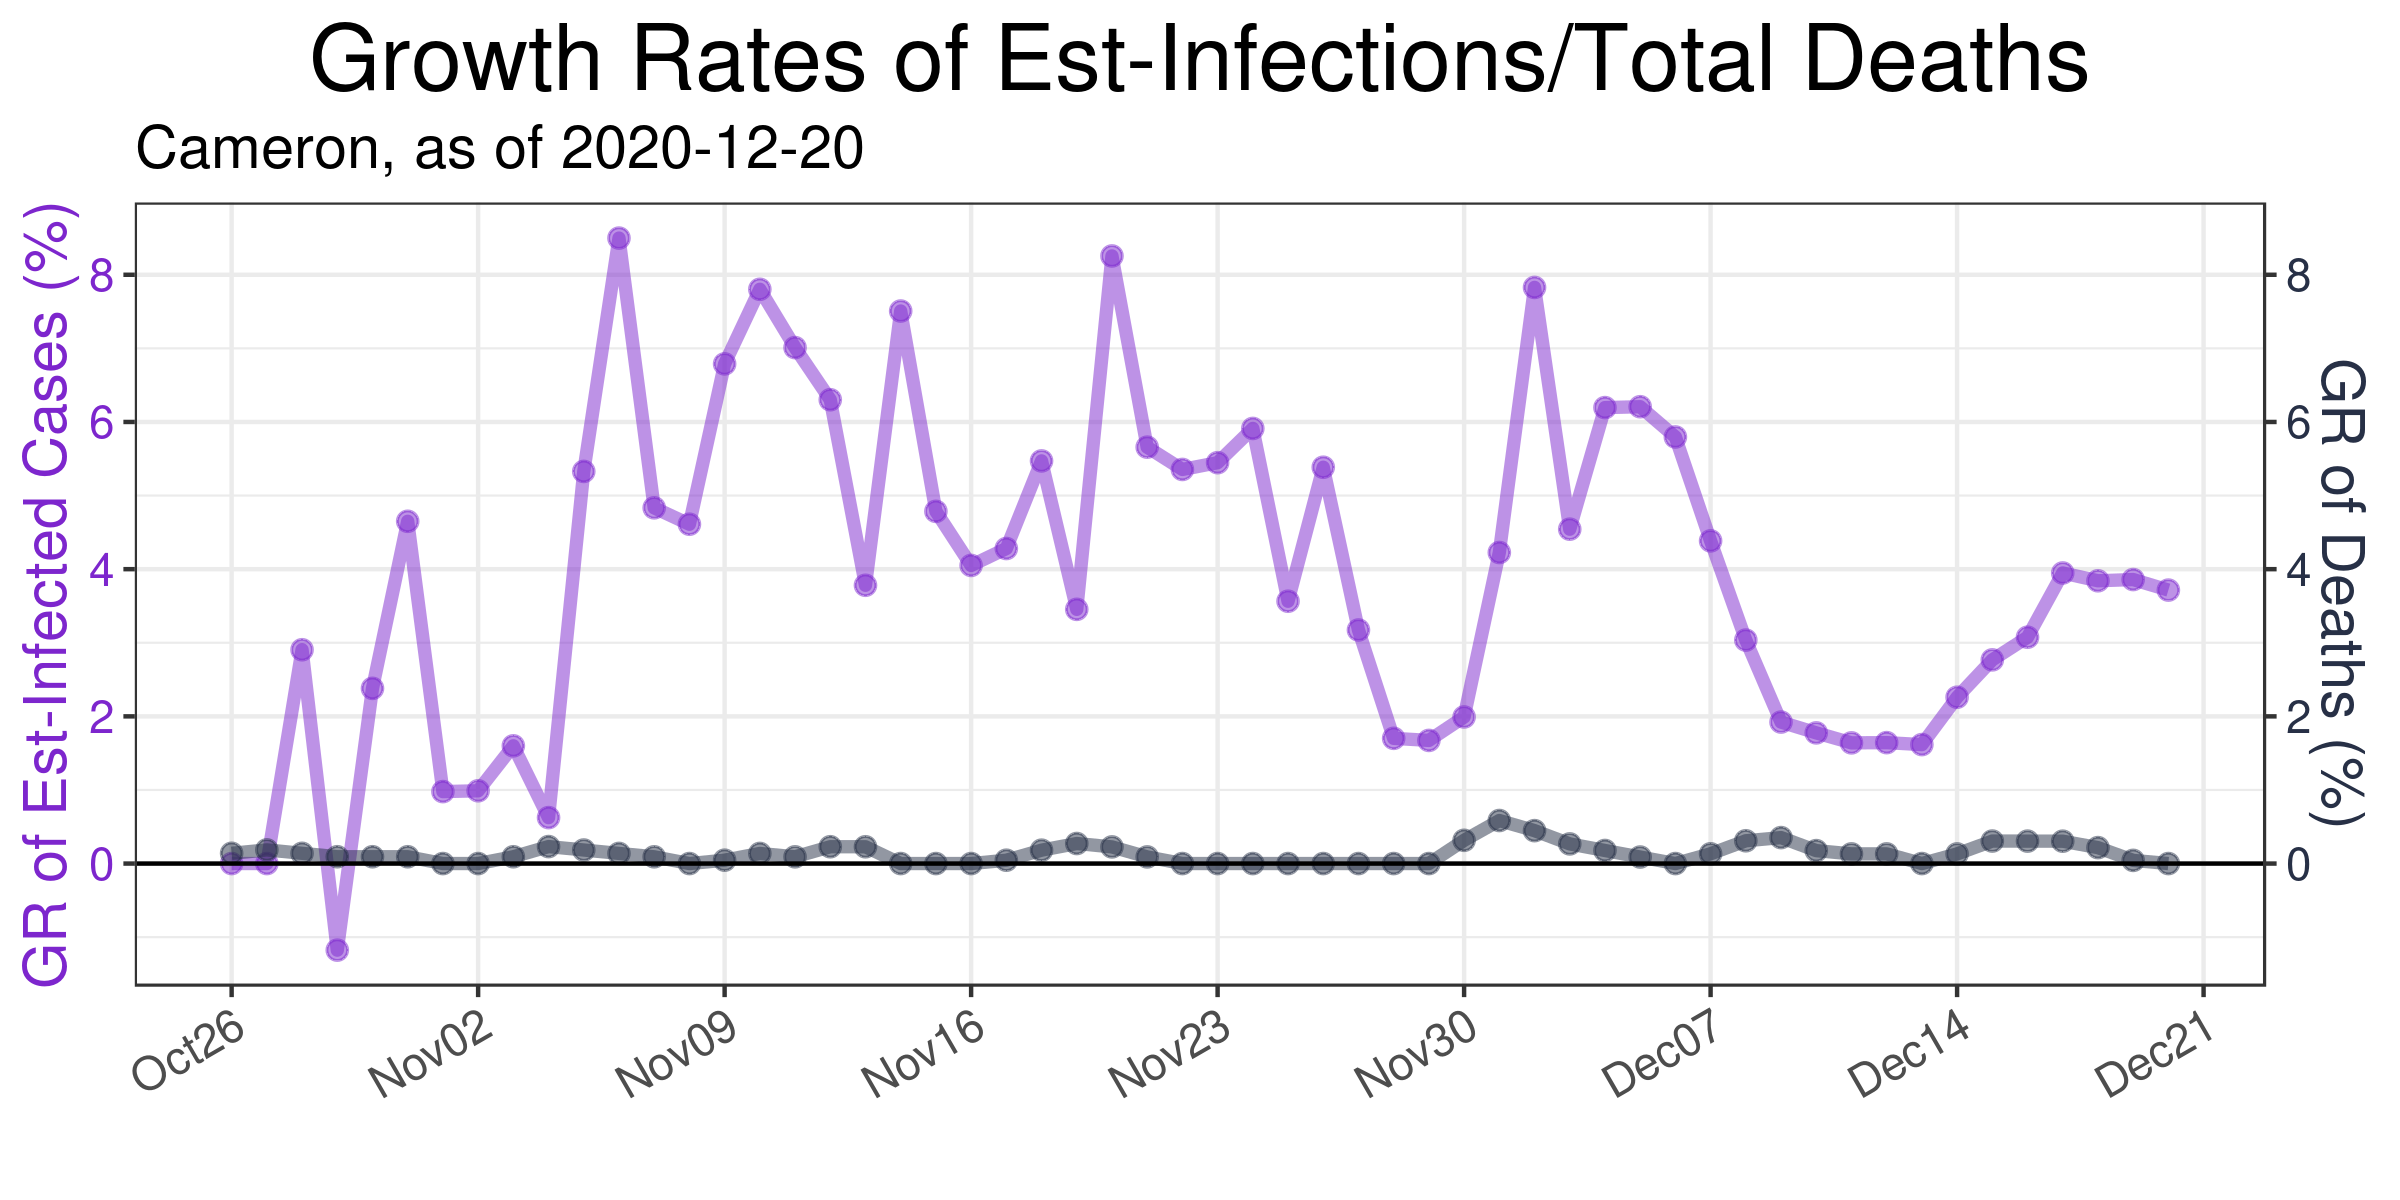 Growth Rates of Est-Infections/Total Deaths
Cameron, as of 2020-12-20
GR of Est-Infected Cases (%)
8
6
4
2
0
8
6
4
2
0
GR of Deaths (%)
Oct26
Nov02
Nov09
Nov16
Nov23
Nov30
Dec07
Dec14
Dec21